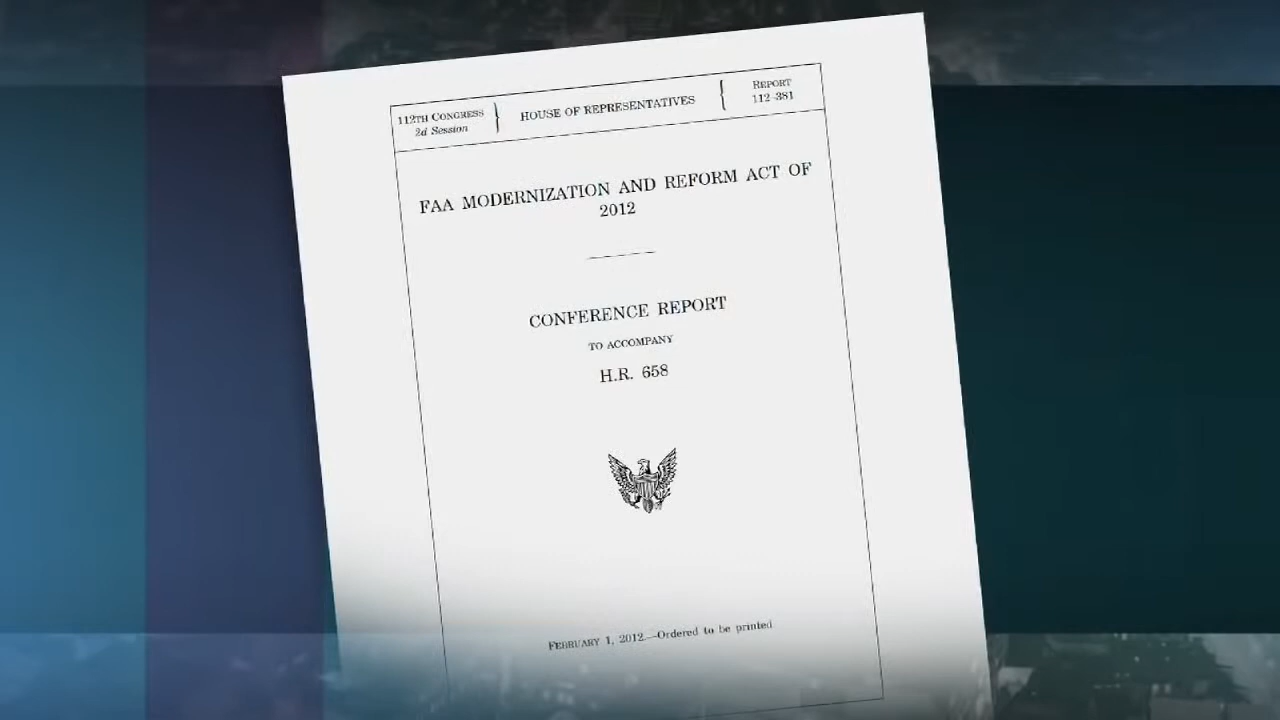 112TH CONGRESS
2d Session
HOUSE OF REPRESENTATIVES
REPORT
112–381
FAA MODERNIZATION AND REFORM ACT OF
2012
CONFERENCE REPORT
TO ACCOMPANY
H.R. 658
FEBRUARY 1, 2012.—Ordered to be printed